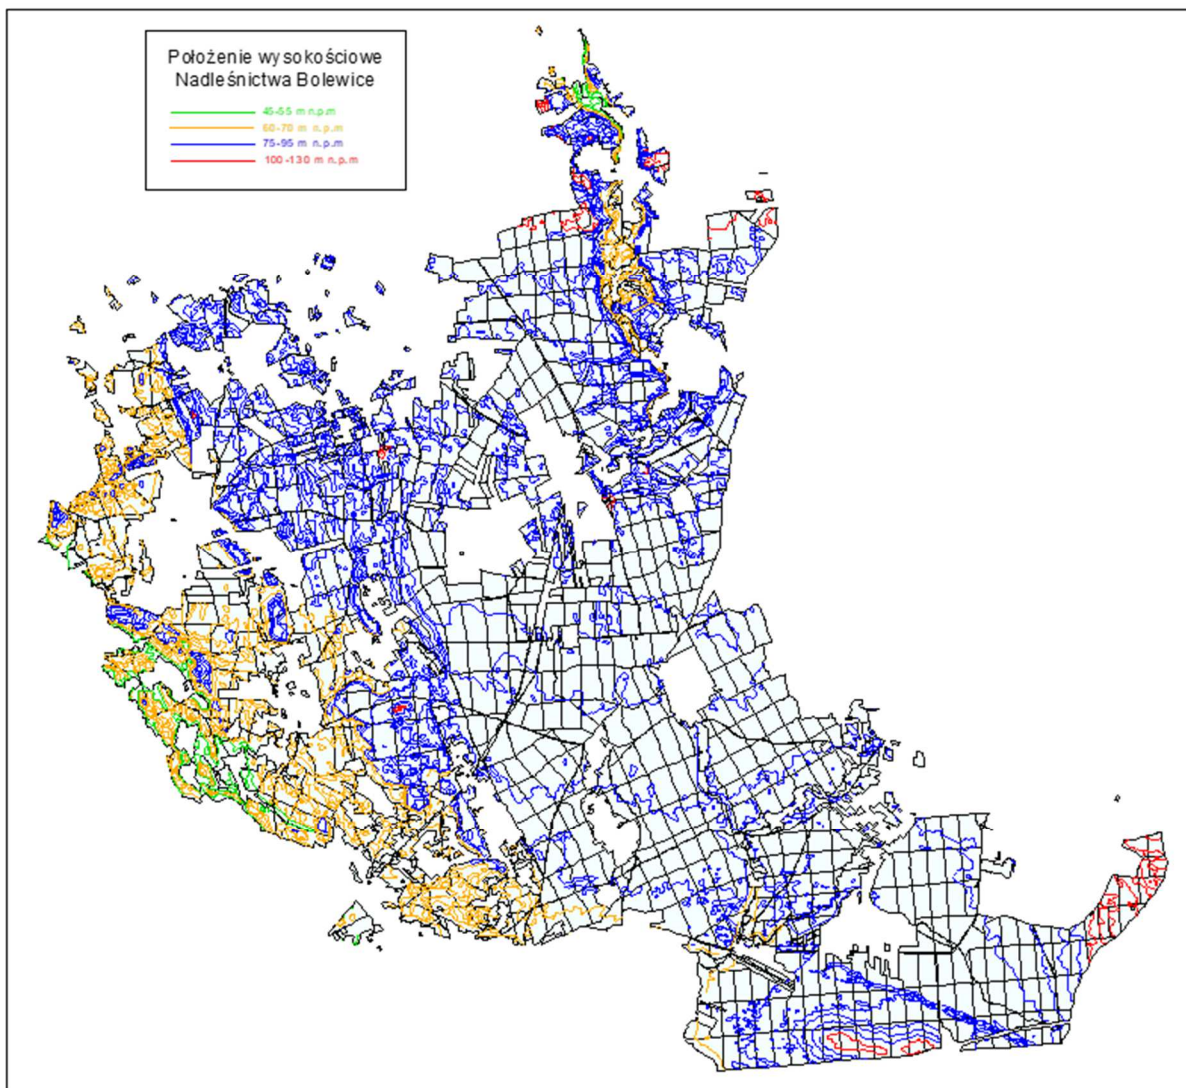 Położenie wysokościowe
Nadleśnictwa Bolewice
45-55 m n.p.m
60-70 m n.p.m
75-95 m n.p.m
100-130 m n.p.m